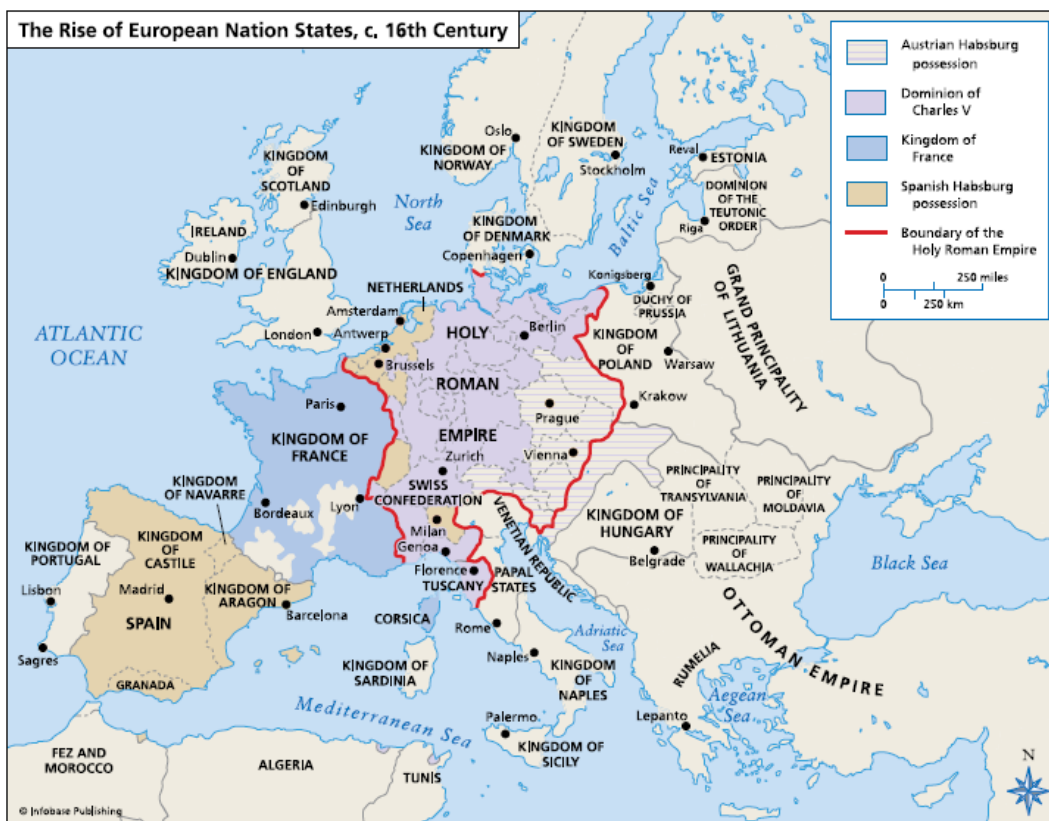 The Rise of European Nation States, c. 16th Century
Austrian Habsburg
possession
Dominion of
Charles V
Kingdom of
France
Spanish Habsburg
possession
Boundary of the
Holy Roman Empire
0 250 miles
0 250 km
Oslo
KINGDOM OF
NORWAY
KINGDOM
OF SWEDEN
Stockholm
Reval
ESTONIA
DOMINION
OF THE
TEUTONIC
ORDER
Riga
Baltic Sea
KINGDOM
OF
SCOTLAND
Edinburgh
North
Sea
KINGDOM
OF DENMARK
Copenhagen
IRELAND
Dublin
KINGDOM OF ENGLAND
London
NETHERLANDS
Amsterdam
Antwerp
Brussels
Konigsberg
DUCHY OF
PRUSSIA
GRAND PRINCIPALITY
OF LITHUANIA
ATLANTIC
OCEAN
HOLY
ROMAN
EMPIRE
Berlin
KINGDOM
OF
POLAND
Warsaw
Krakow
Prague
Vienna
Zurich
Paris
KINGDOM OF
FRANCE
SWISS
CONFEDERATION
Lyon
Bordeaux
KINGDOM
OF NAVARRE
Milan
Genoa
Florence
TUSCANY
VENETIAN REPUBLIC
PAPAL
STATES
KINGDOM OF
HUNGARY
Belgrade
PRINCIPALITY
OF
TRANSYLVANIA
PRINCIPALITY
OF
MOLDAVIA
PRINCIPALITY
OF
WALLACHIA
Black Sea
KINGDOM OF
PORTUGAL
Lisbon
Sagres
KINGDOM
OF
CASTILE
Madrid
SPAIN
KINGDOM OF
ARAGON
Barcelona
GRANADA
CORSICA
Rome
Naples
Adriatic
Sea
KINGDOM
OF
NAPLES
KINGDOM OF
SARDINIA
Mediterranean Sea
Palermo
KINGDOM OF
SICILY
RUMELIA
OTTOMAN EMPIRE
Aegean
Sea
Lepanto
FEZ AND
MOROCCO
ALGERIA
TUNIS
N
© Infobase Publishing